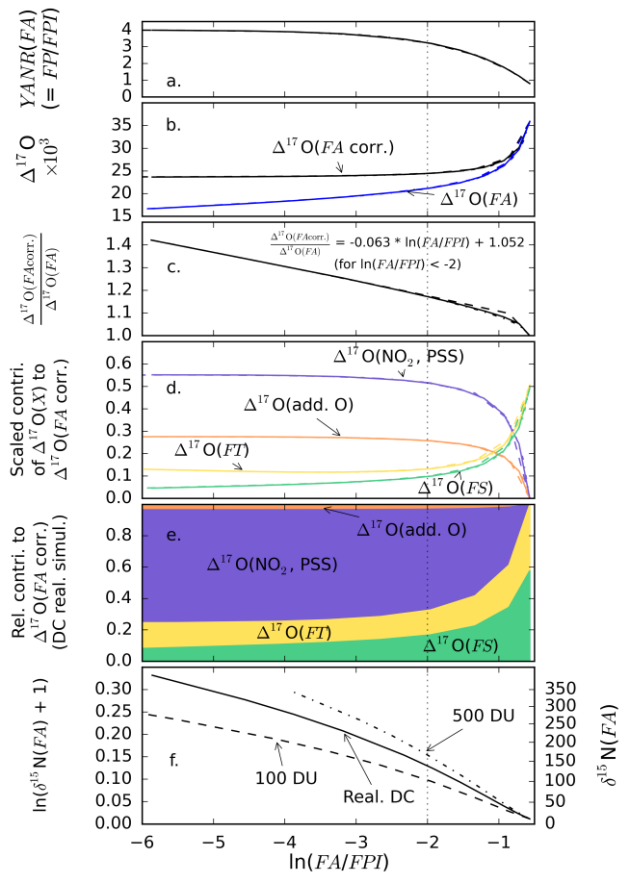 YANR(FA)
(= FP/FPI)
4
3
2
1
0
a.
Δ¹⁷O
×10³
35
30
25
20
15
b.
Δ¹⁷O(FA corr.)
Δ¹⁷O(FA)
Δ¹⁷O(FAcorr.)
Δ¹⁷O(FA)
1.4
1.3
1.2
1.1
1.0
c.
Δ¹⁷O(FAcorr.)/Δ¹⁷O(FA) = -0.063 * ln(FA/FPI) + 1.052
(for ln(FA/FPI) < -2)
Scaled contri.
of Δ¹⁷O(X) to
Δ¹⁷O(FA corr.)
0.6
0.5
0.4
0.3
0.2
0.1
0.0
d.
Δ¹⁷O(NO₂, PSS)
Δ¹⁷O(add. O)
Δ¹⁷O(FT)
Δ¹⁷O(FS)
Rel. contri. to
Δ¹⁷O(FA corr.)
(DC real. simul.)
0.8
0.6
0.4
0.2
0.0
e.
Δ¹⁷O(add. O)
Δ¹⁷O(NO₂, PSS)
Δ¹⁷O(FT)
Δ¹⁷O(FS)
ln(δ¹⁵N(FA) + 1)
0.30
0.25
0.20
0.15
0.10
0.05
0.00
f.
500 DU
100 DU
Real. DC
350
300
250
200
150
100
50
0
δ¹⁵N(FA)
−6 −5 −4 −3 −2 −1 0
ln(FA/FPI)